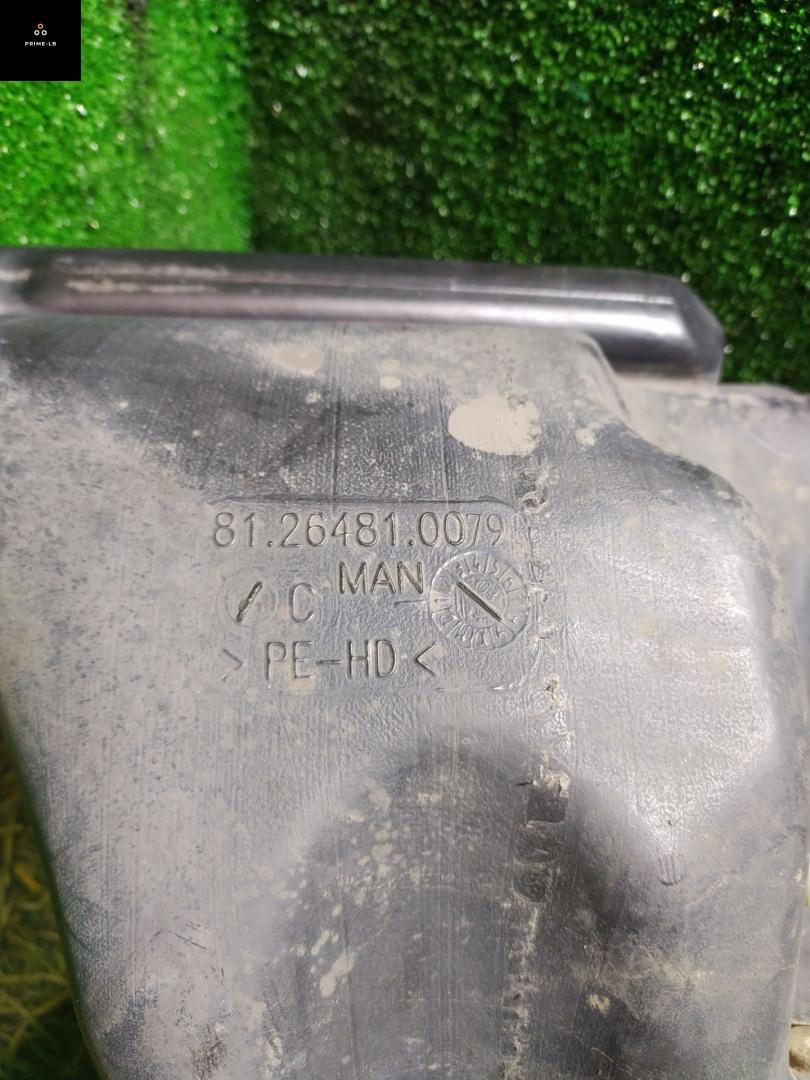 PRIME-LB
81.26481.0079
MAN
C
> PE-HD <